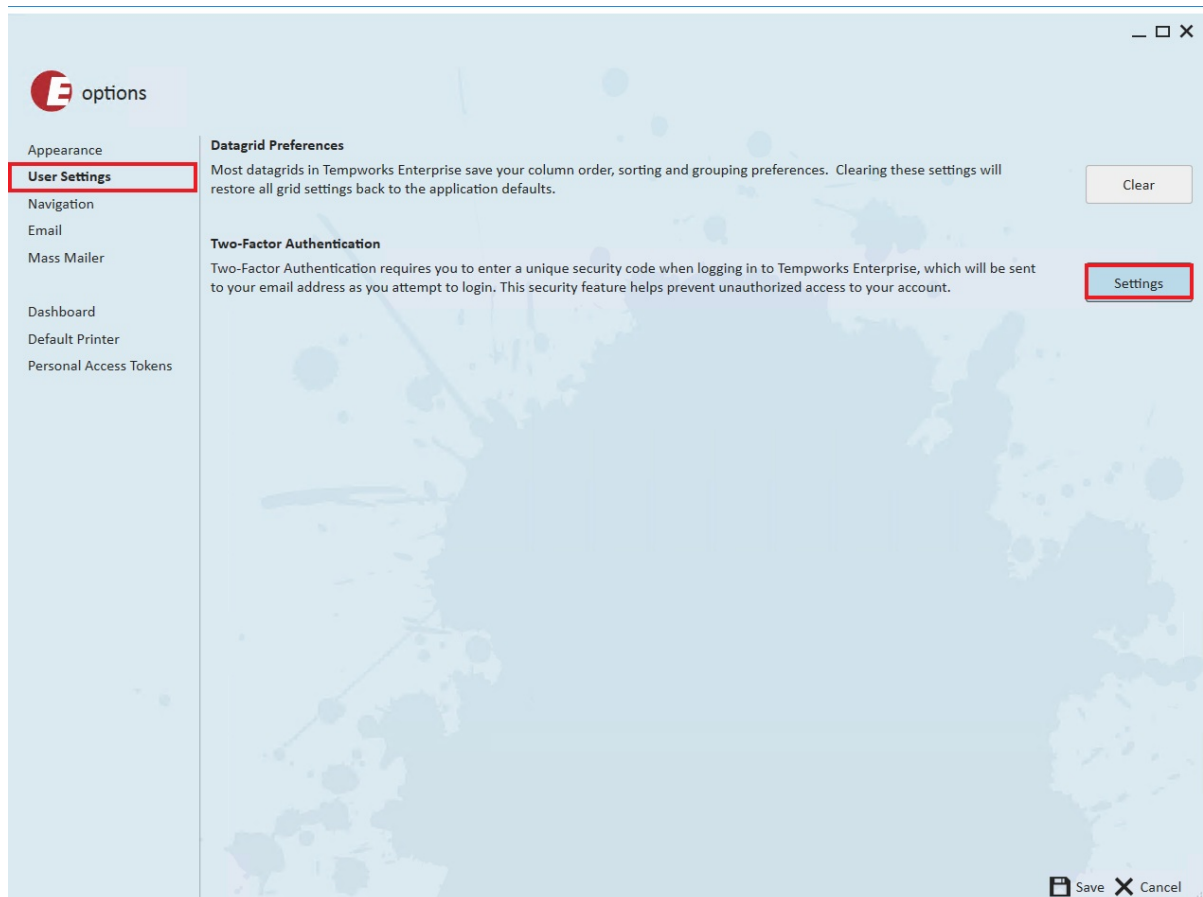 E options
Appearance
User Settings
Navigation
Email
Mass Mailer
Dashboard
Default Printer
Personal Access Tokens
Datagrid Preferences
Most datagrids in Tempworks Enterprise save your column order, sorting and grouping preferences. Clearing these settings will
restore all grid settings back to the application defaults.
Clear
Two-Factor Authentication
Two-Factor Authentication requires you to enter a unique security code when logging in to Tempworks Enterprise, which will be sent
to your email address as you attempt to login. This security feature helps prevent unauthorized access to your account.
Settings
Save Cancel